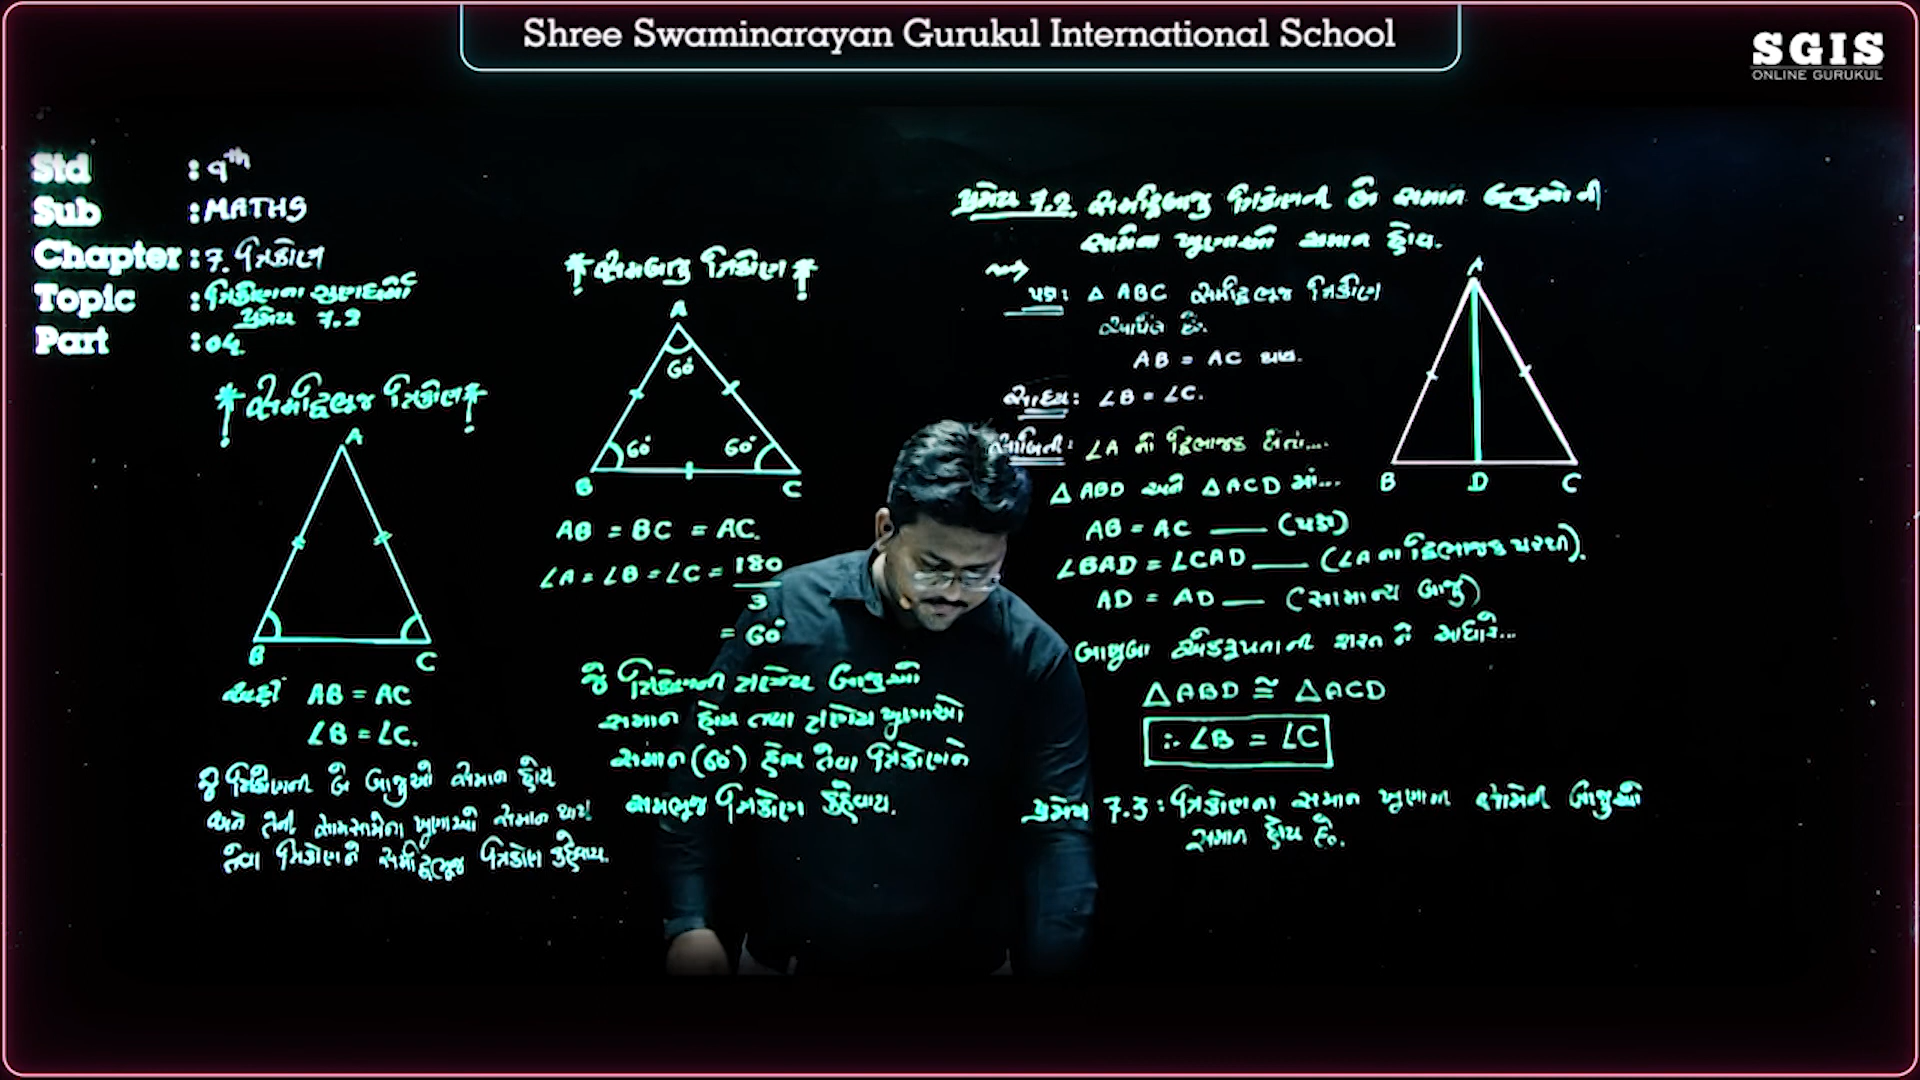 Shree Swaminarayan Gurukul International School
SGIS
ONLINE GURUKUL
Std : 9th
Sub : MATHS
Chapter : 7. ત્રિકોણ
Topic : ત્રિકોણના ગુણધર્મો
પ્રમેય 7.2
Part : 04
* સમદ્વિભૂજ ત્રિકોણ *
A
B C
અહીં AB = AC
∠B = ∠C.
જે ત્રિકોણની બે બાજુઓ સમાન હોય
અને તેની સામસામેના ખૂણાઓ સમાન થાય
તેવા ત્રિકોણને સમદ્વિભૂજ ત્રિકોણ કહેવાય.
* સમબાજુ ત્રિકોણ *
A
60°
60° 60°
B C
AB = BC = AC.
∠A = ∠B = ∠C = 180
3
= 60°
જે ત્રિકોણની ત્રણેય બાજુઓ
સમાન હોય તથા ત્રણેય ખૂણાઓ
સમાન (60°) હોય તેવા ત્રિકોણને
સમભૂજ ત્રિકોણ કહેવાય.
પ્રમેય 7.2 સમદ્વિબાજુ ત્રિકોણની બે સમાન બાજુઓની
સામેના ખૂણાઓ સમાન હોય.
પક્ષ: △ ABC સમદ્વિભૂજ ત્રિકોણ
આપેલ છે.
AB = AC થાય.
સાધ્ય: ∠B = ∠C.
સાબિતી: ∠A નો દ્વિભાજક લેતાં...
△ ABD અને △ ACD માં...
AB = AC ___ (પક્ષ)
∠BAD = ∠CAD ___ (∠A ના દ્વિભાજક પરથી).
AD = AD ___ (સામાન્ય બાજુ)
બાખૂબા એકરૂપતાની શરત ને આધારે...
△ABD ≅ △ACD
∴ ∠B = ∠C
A
B D C
પ્રમેય 7.3 : ત્રિકોણના સમાન ખૂણાની સામેની બાજુઓ
સમાન હોય છે.